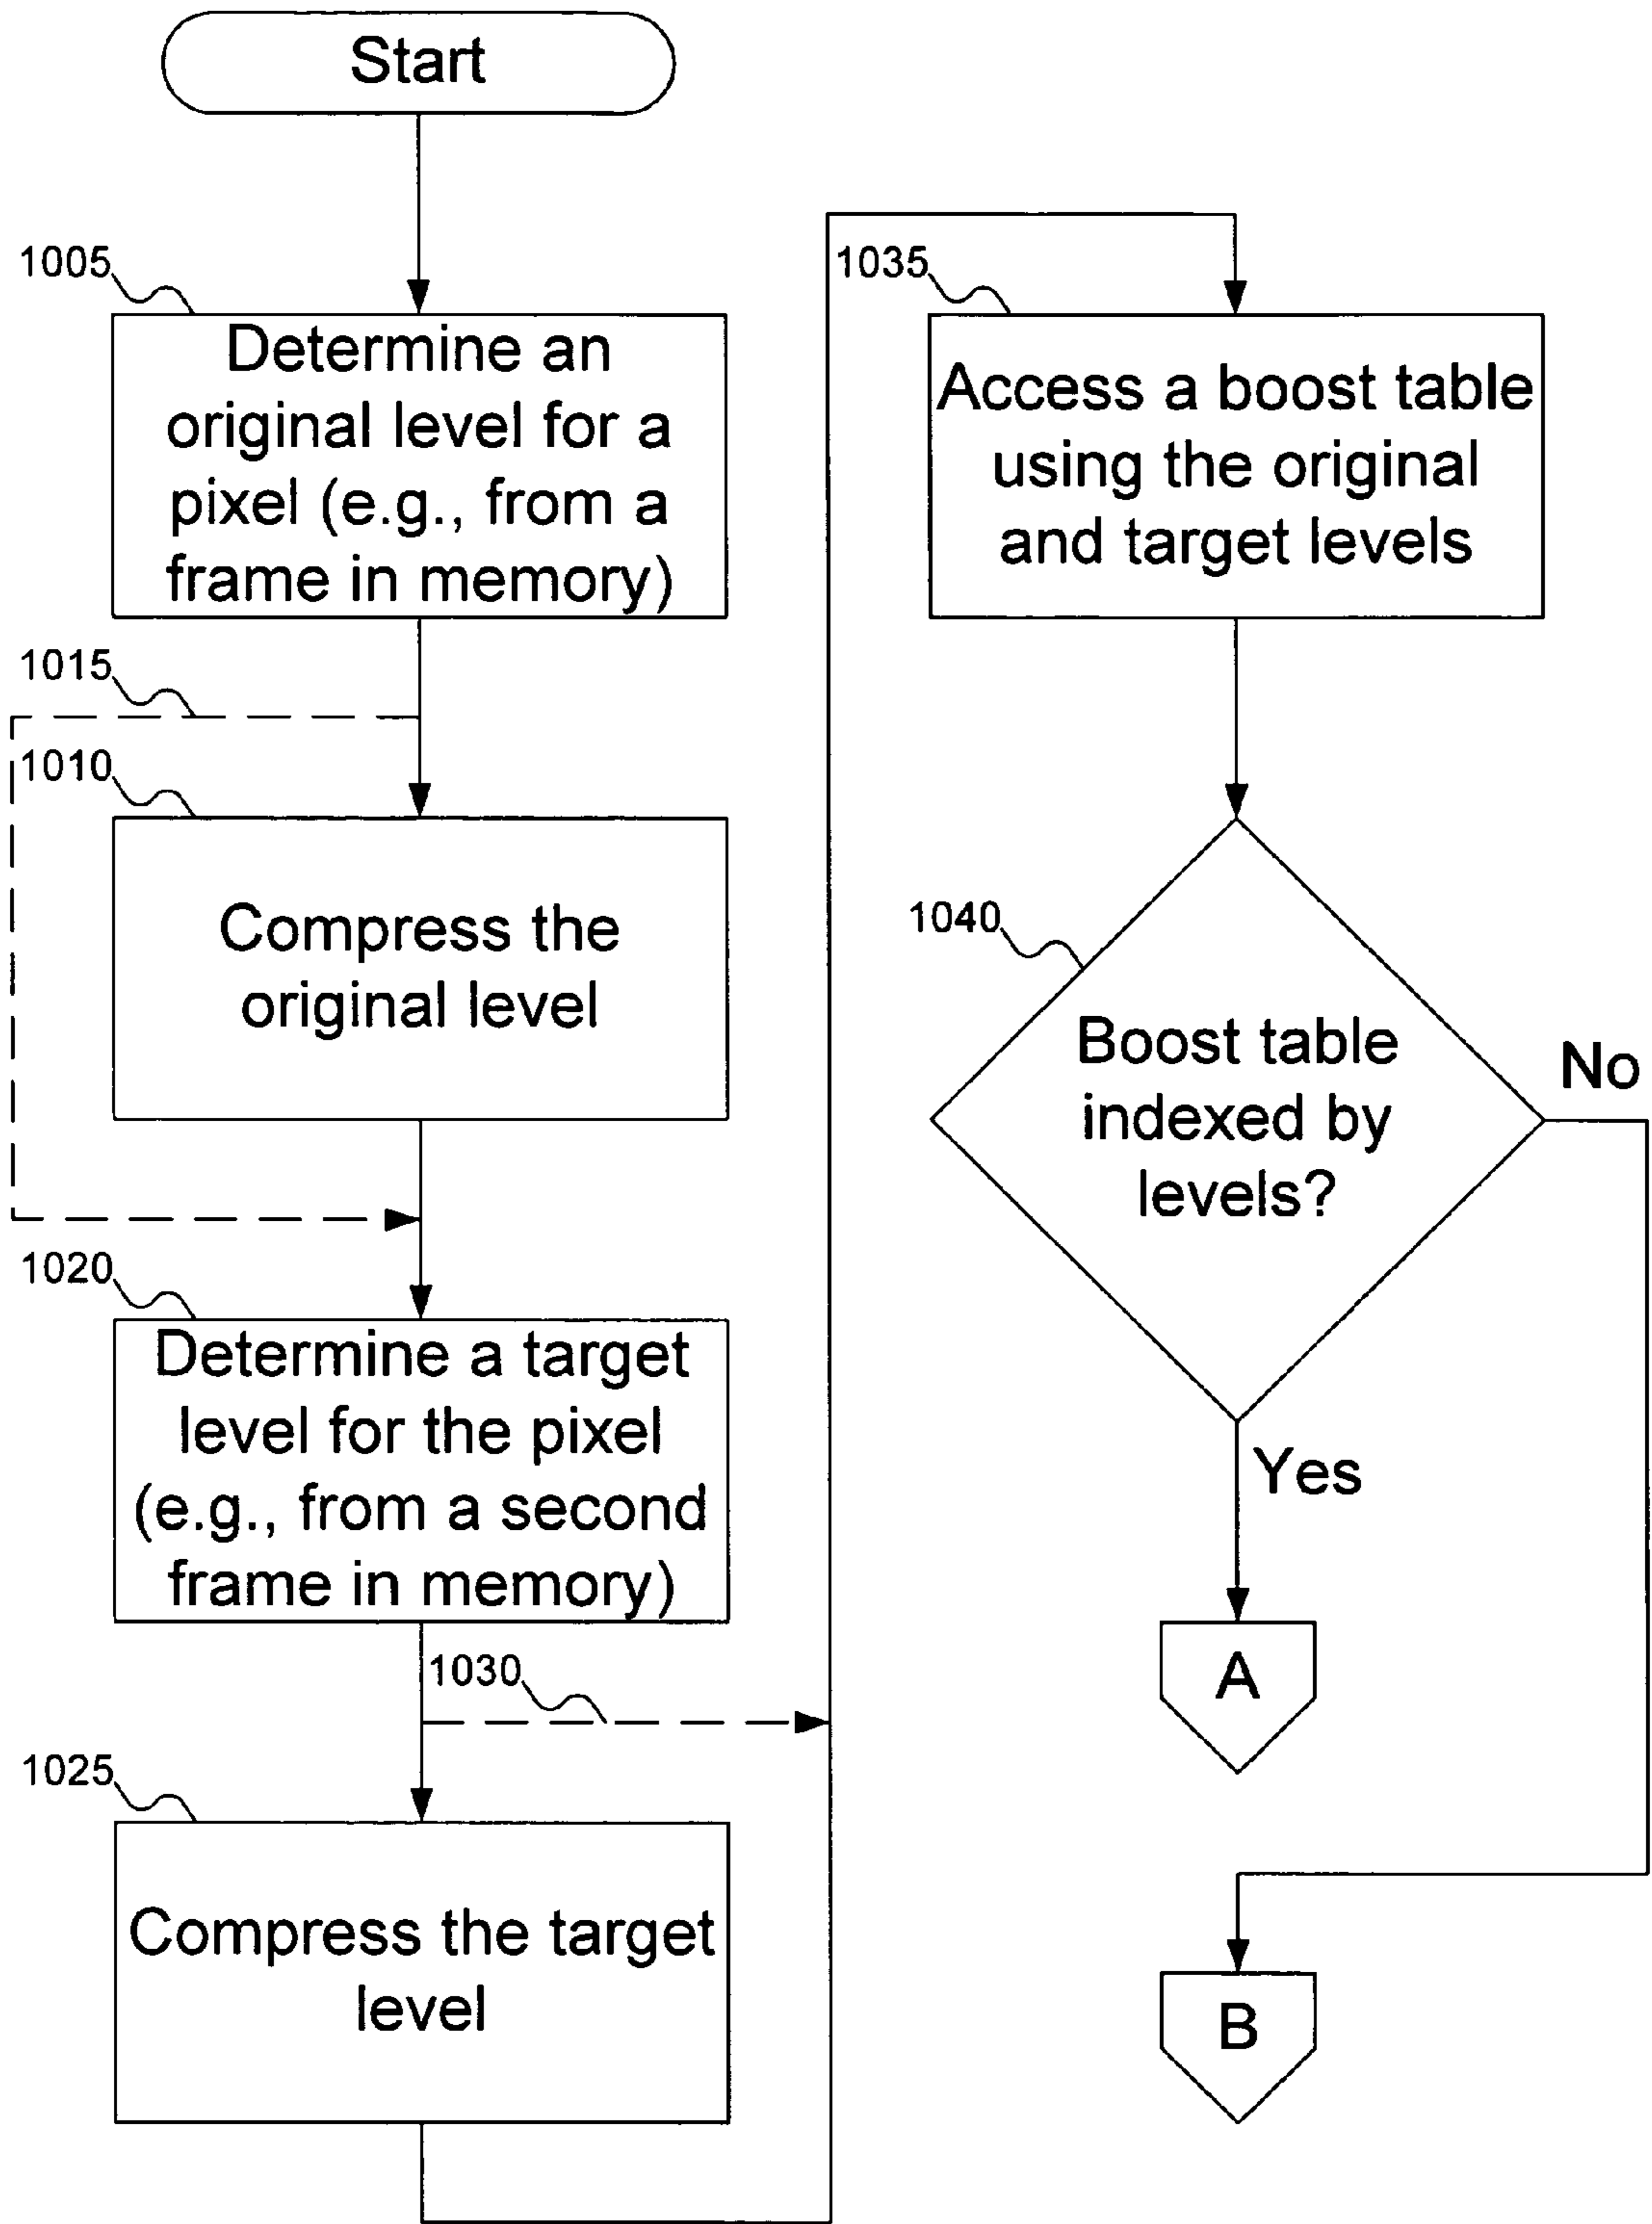 Start
1005
Determine an
original level for a
pixel (e.g., from a
frame in memory)
1015
1010
Compress the
original level
1020
Determine a target
level for the pixel
(e.g., from a second
frame in memory)
1030
1025
Compress the target
level
1035
Access a boost table
using the original
and target levels
1040
Boost table
indexed by
levels?
No
Yes
A
B